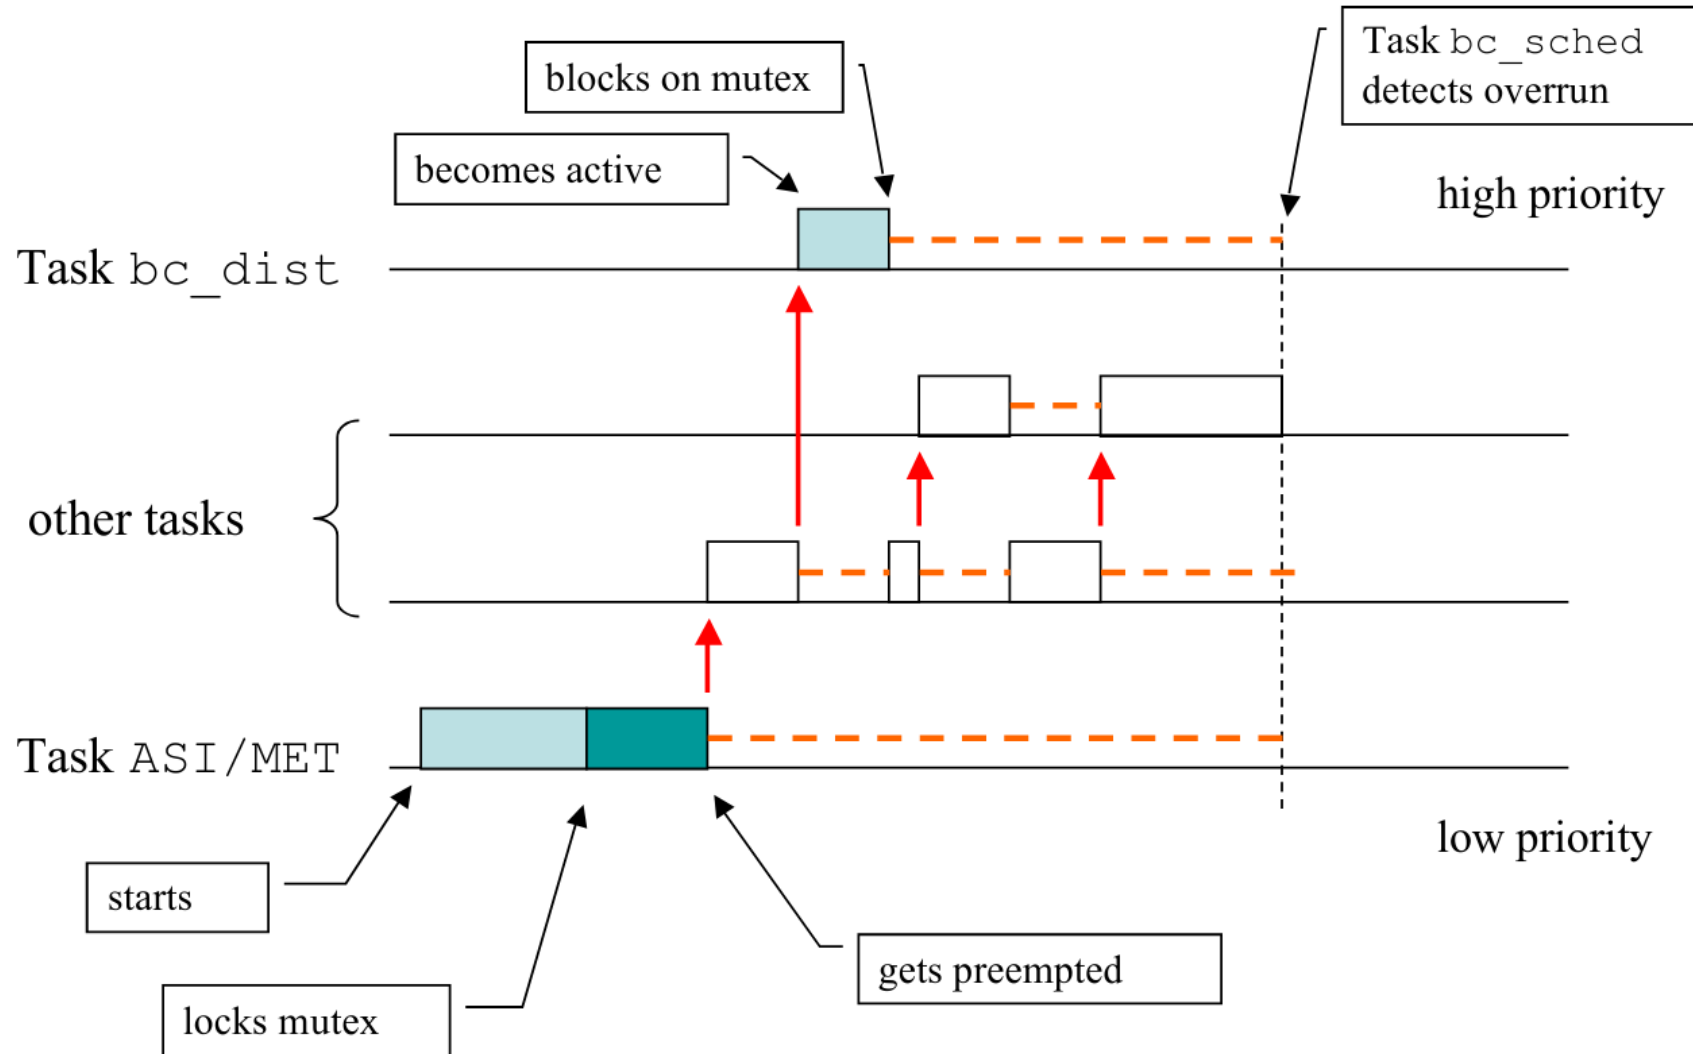 Task bc_sched
detects overrun
blocks on mutex
becomes active
high priority
Task bc_dist
other tasks
Task ASI/MET
low priority
starts
gets preempted
locks mutex